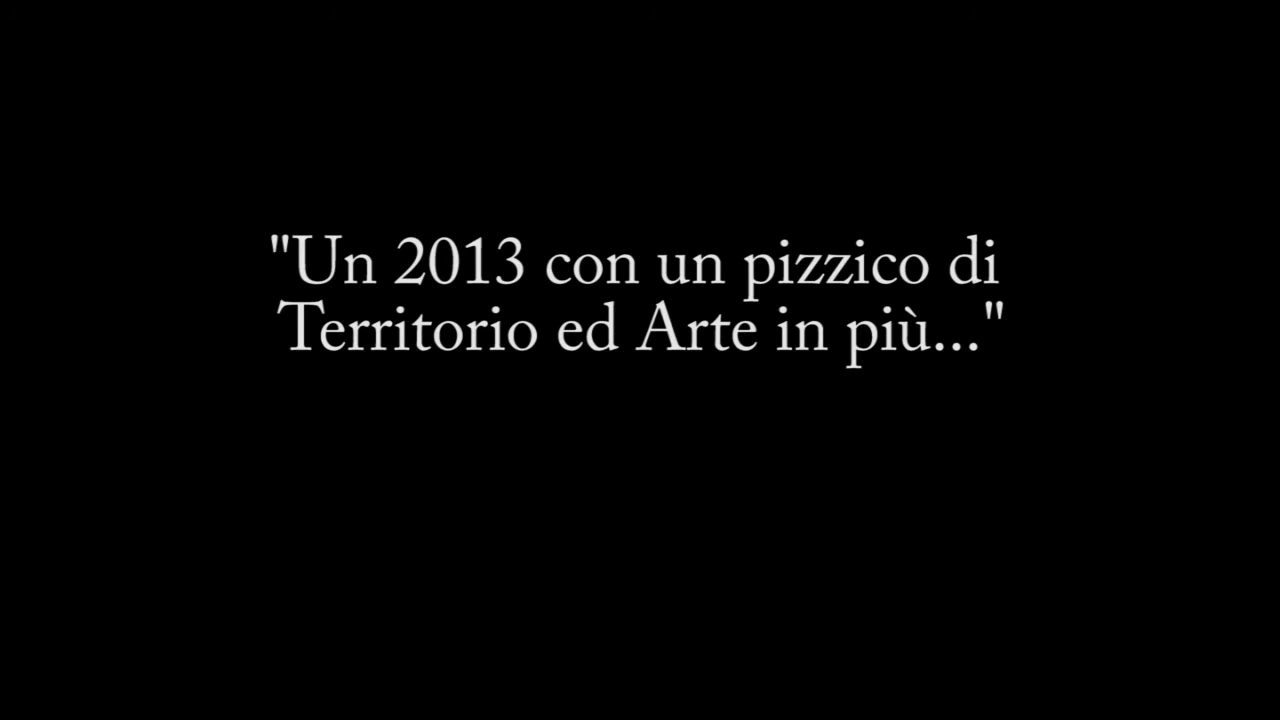 "Un 2013 con un pizzico di
Territorio ed Arte in più..."